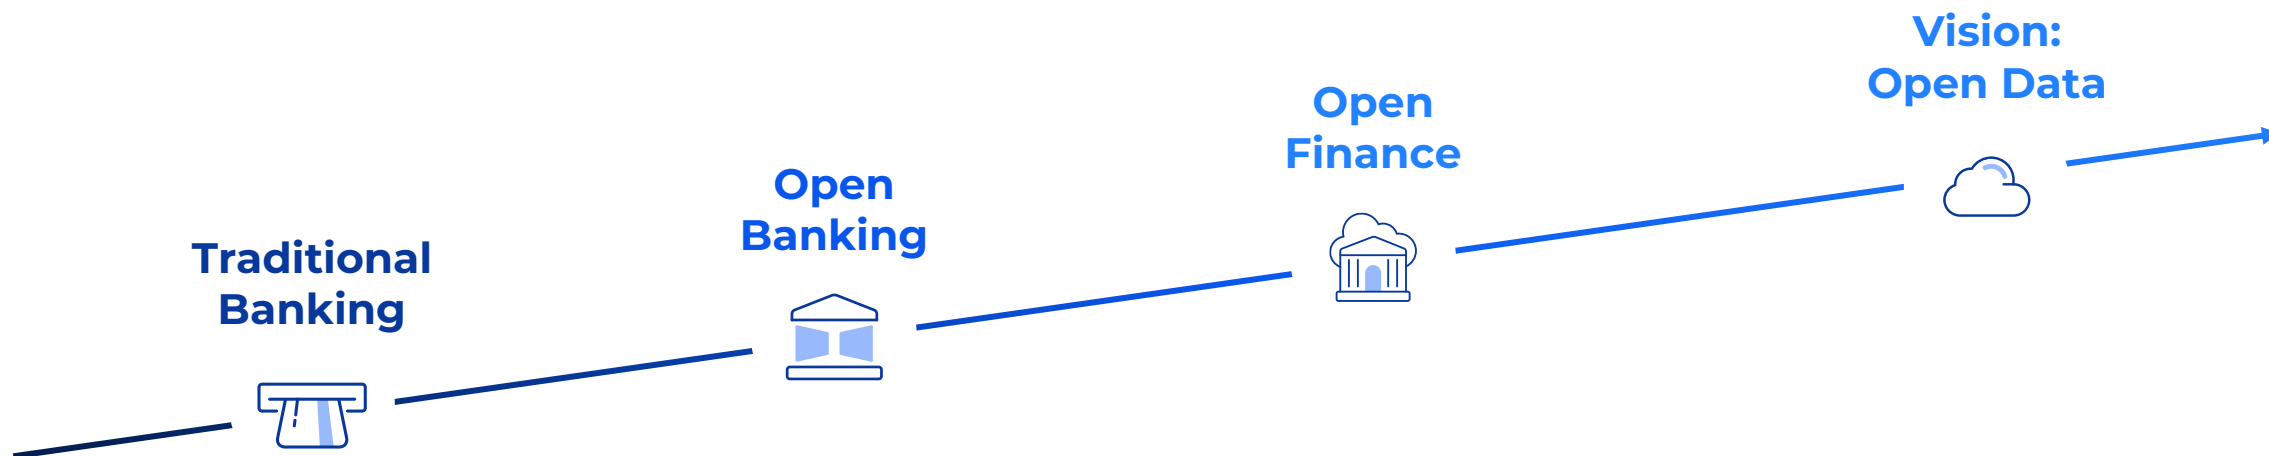 Traditional
Banking
Open
Banking
Open
Finance
Vision:
Open Data